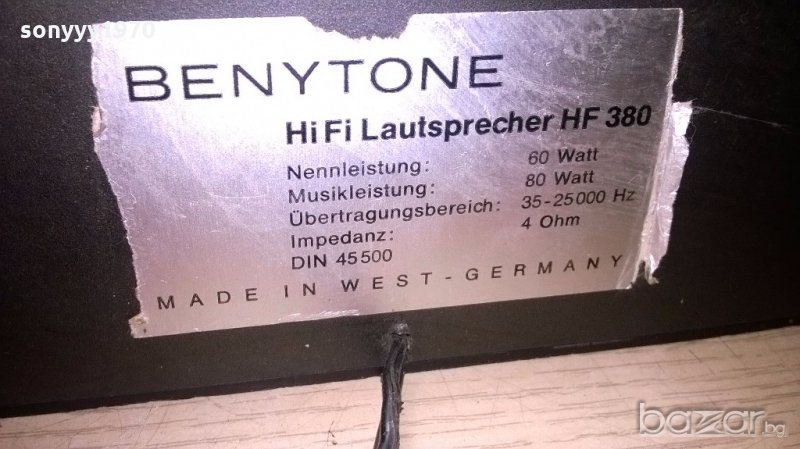 sonyyy1970
BENYTONE
HiFi Lautsprecher HF 380
Nennleistung: 60 Watt
Musikleistung: 80 Watt
Übertragungsbereich: 35-25000 Hz
Impedanz: 4 Ohm
DIN 45500
MADE IN WEST-GERMANY
bazar.bg